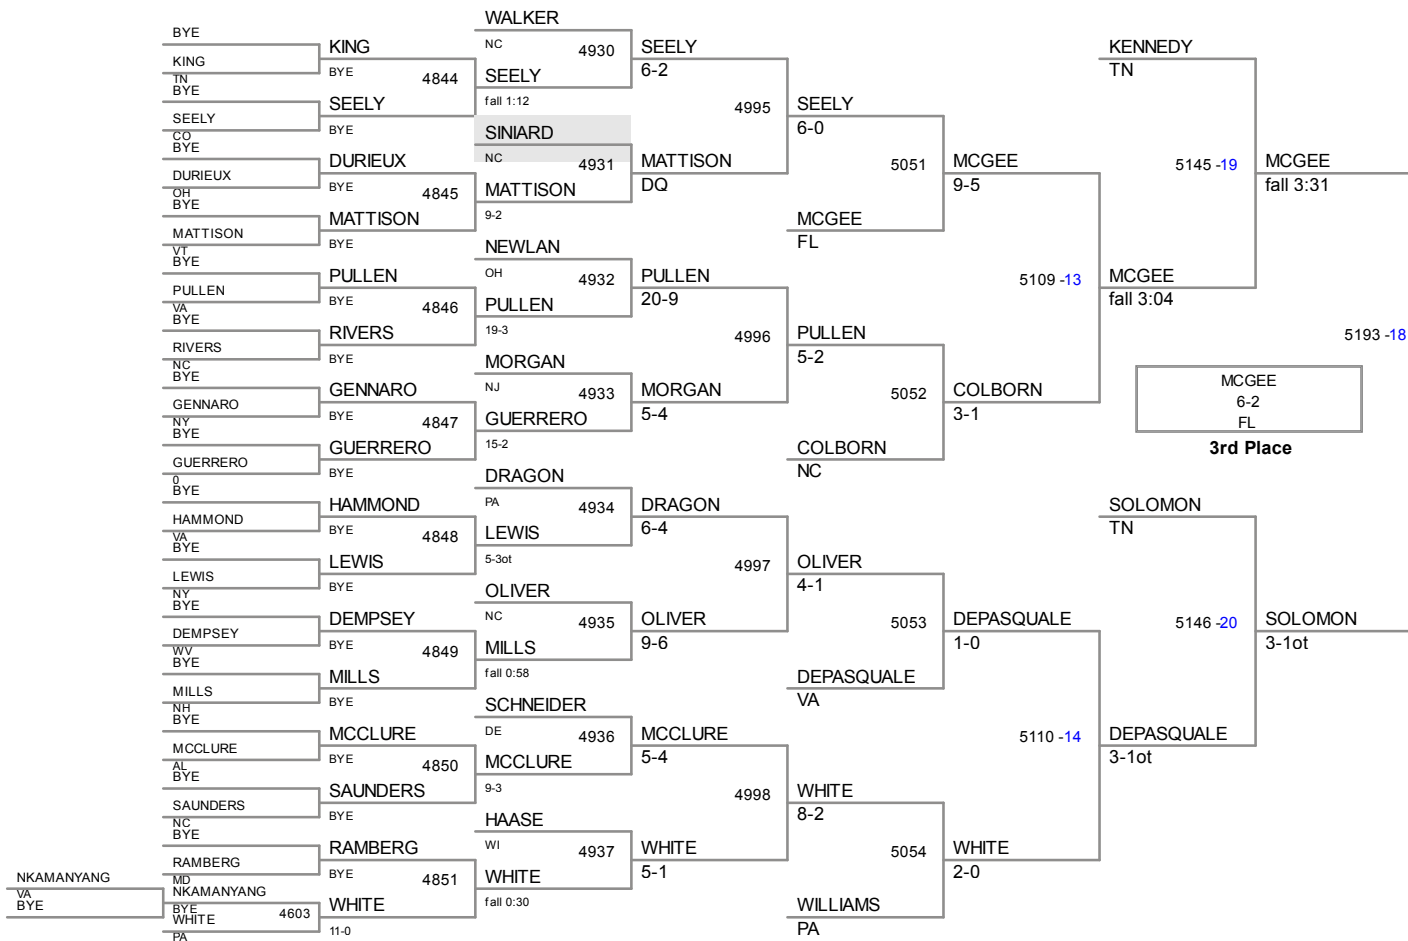 BYE
KING
TN
BYE
SEELY
CO
BYE
DURIEUX
OH
BYE
MATTISON
VT
BYE
PULLEN
VA
BYE
RIVERS
NC
BYE
GENNARO
NY
BYE
GUERRERO
0
BYE
HAMMOND
VA
BYE
LEWIS
NY
BYE
DEMPSEY
WV
BYE
MILLS
NH
BYE
MCCLURE
AL
BYE
SAUNDERS
NC
BYE
RAMBERG
MD
NKAMANYANG
VA
BYE
NKAMANYANG
BYE
WHITE
PA
4603
KING
BYE
4844
SEELY
BYE
DURIEUX
BYE
4845
MATTISON
BYE
PULLEN
BYE
4846
RIVERS
BYE
GENNARO
BYE
4847
GUERRERO
BYE
HAMMOND
BYE
4848
LEWIS
BYE
DEMPSEY
BYE
4849
MILLS
BYE
MCCLURE
BYE
4850
SAUNDERS
BYE
RAMBERG
BYE
4851
WHITE
11-0
WALKER
NC
4930
SEELY
fall 1:12
SINIARD
NC
4931
MATTISON
9-2
NEWLAN
OH
4932
PULLEN
19-3
MORGAN
NJ
4933
GUERRERO
15-2
DRAGON
PA
4934
LEWIS
5-3ot
OLIVER
NC
4935
MILLS
fall 0:58
SCHNEIDER
DE
4936
MCCLURE
9-3
HAASE
WI
4937
WHITE
fall 0:30
SEELY
6-2
4995
MATTISON
DQ
PULLEN
20-9
4996
MORGAN
5-4
DRAGON
6-4
4997
OLIVER
9-6
MCCLURE
5-4
4998
WHITE
5-1
SEELY
6-0
5051
MCGEE
FL
PULLEN
5-2
5052
COLBORN
NC
OLIVER
4-1
5053
DEPASQUALE
VA
WHITE
8-2
5054
WILLIAMS
PA
MCGEE
9-5
5109 -13
COLBORN
3-1
DEPASQUALE
1-0
5110 -14
WHITE
2-0
KENNEDY
TN
5145 -19
MCGEE
fall 3:04
SOLOMON
TN
5146 -20
DEPASQUALE
3-1ot
MCGEE
fall 3:31
5193 -18
SOLOMON
3-1ot
MCGEE
6-2
FL
3rd Place